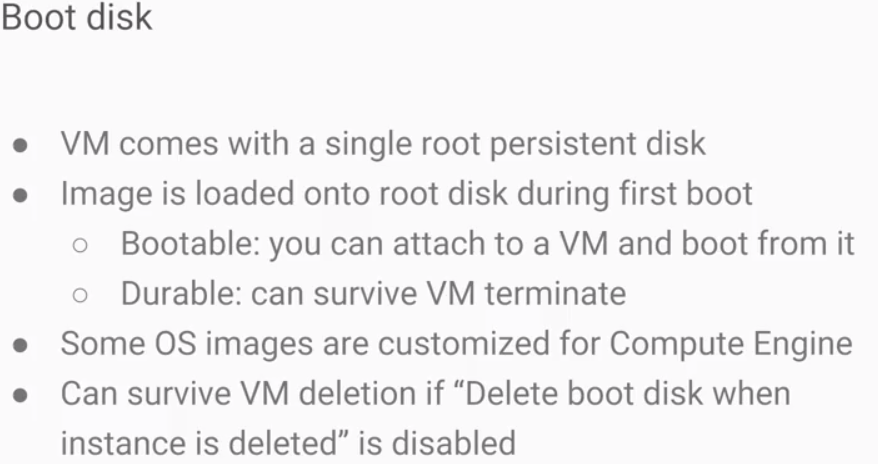 Boot disk
● VM comes with a single root persistent disk
● Image is loaded onto root disk during first boot
○ Bootable: you can attach to a VM and boot from it
○ Durable: can survive VM terminate
● Some OS images are customized for Compute Engine
● Can survive VM deletion if “Delete boot disk when
instance is deleted” is disabled